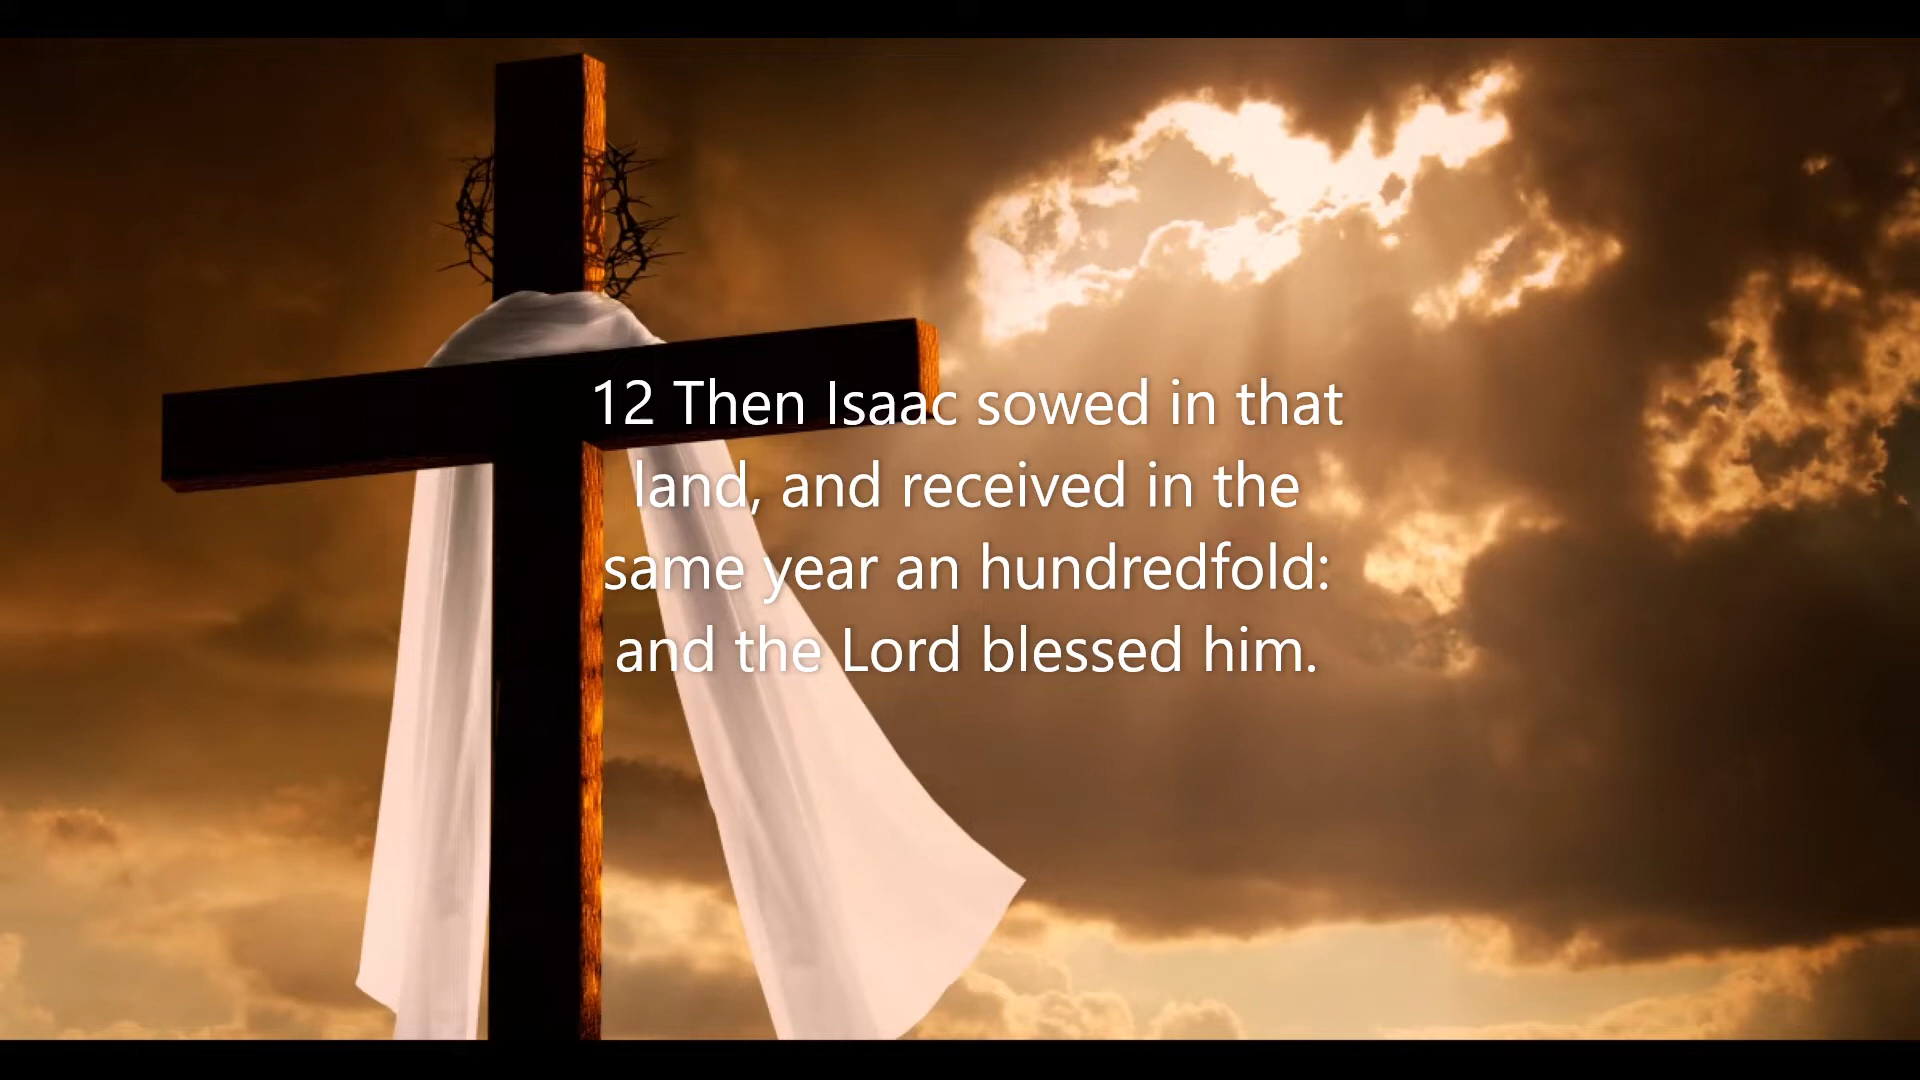 12 Then Isaac sowed in that
land, and received in the
same year an hundredfold:
and the Lord blessed him.